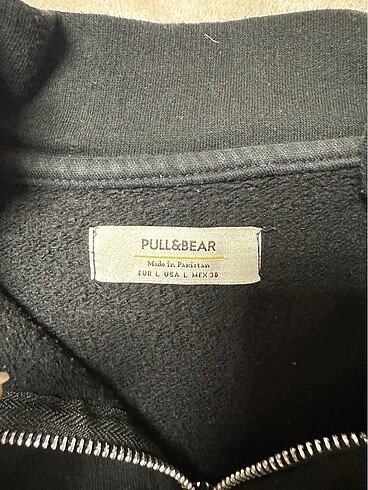 PULL&BEAR
Made in Pakistan
EUR L USA L MEX 30